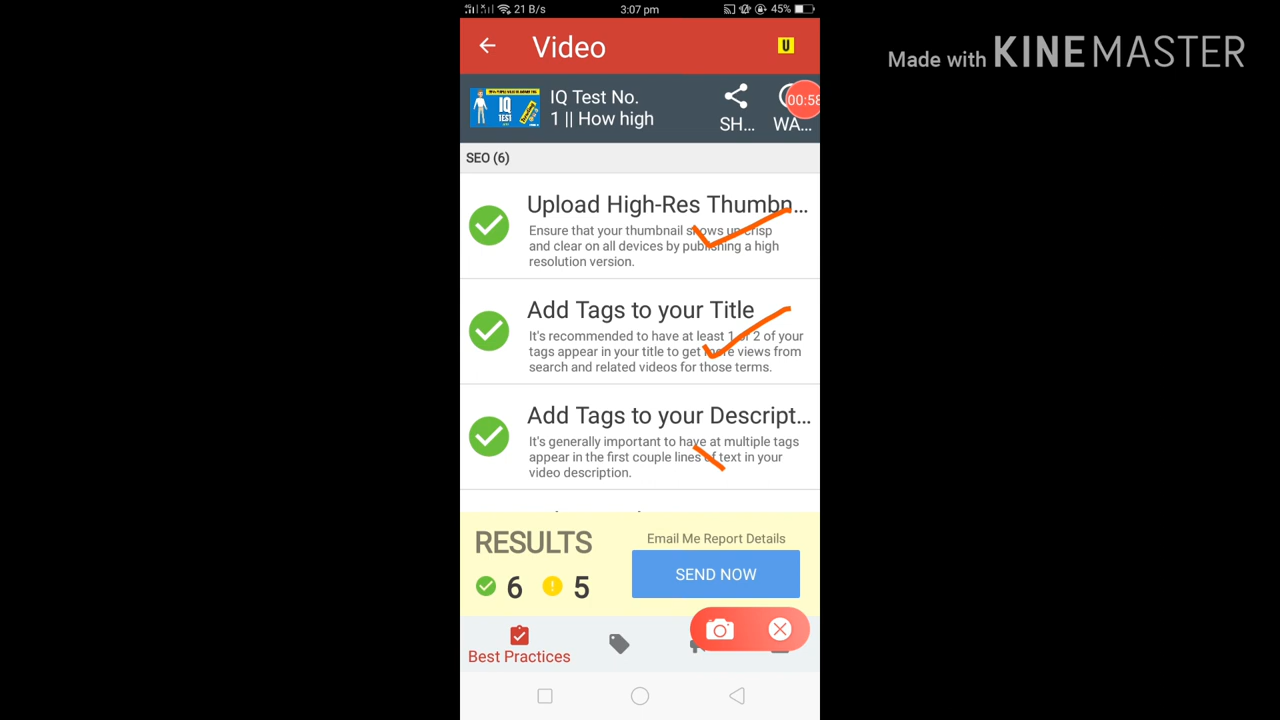 21 B/s 3:07 pm 45%
Made with KINEMASTER
Video
U
IQ Test No.
1 || How high
IQ
TEST
SH... WA...
00:58
SEO (6)
Upload High-Res Thumbn...
Ensure that your thumbnail shows up crisp
and clear on all devices by publishing a high
resolution version.
Add Tags to your Title
It's recommended to have at least 1 or 2 of your
tags appear in your title to get more views from
search and related videos for those terms.
Add Tags to your Descript...
It's generally important to have at multiple tags
appear in the first couple lines of text in your
video description.
RESULTS
Email Me Report Details
6 5
SEND NOW
Best Practices